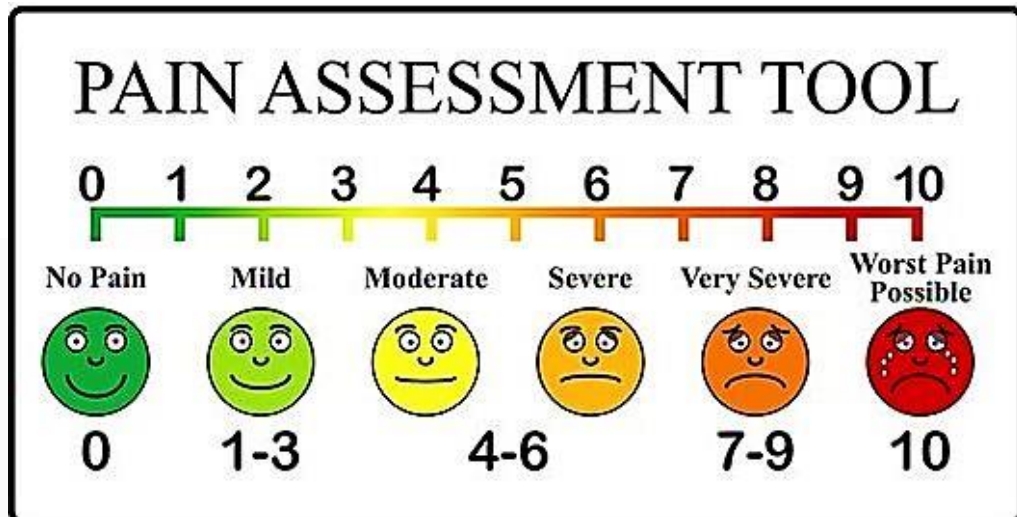 PAIN ASSESSMENT TOOL
0 1 2 3 4 5 6 7 8 9 10
No Pain Mild Moderate Severe Very Severe Worst Pain
Possible
0 1-3 4-6 7-9 10